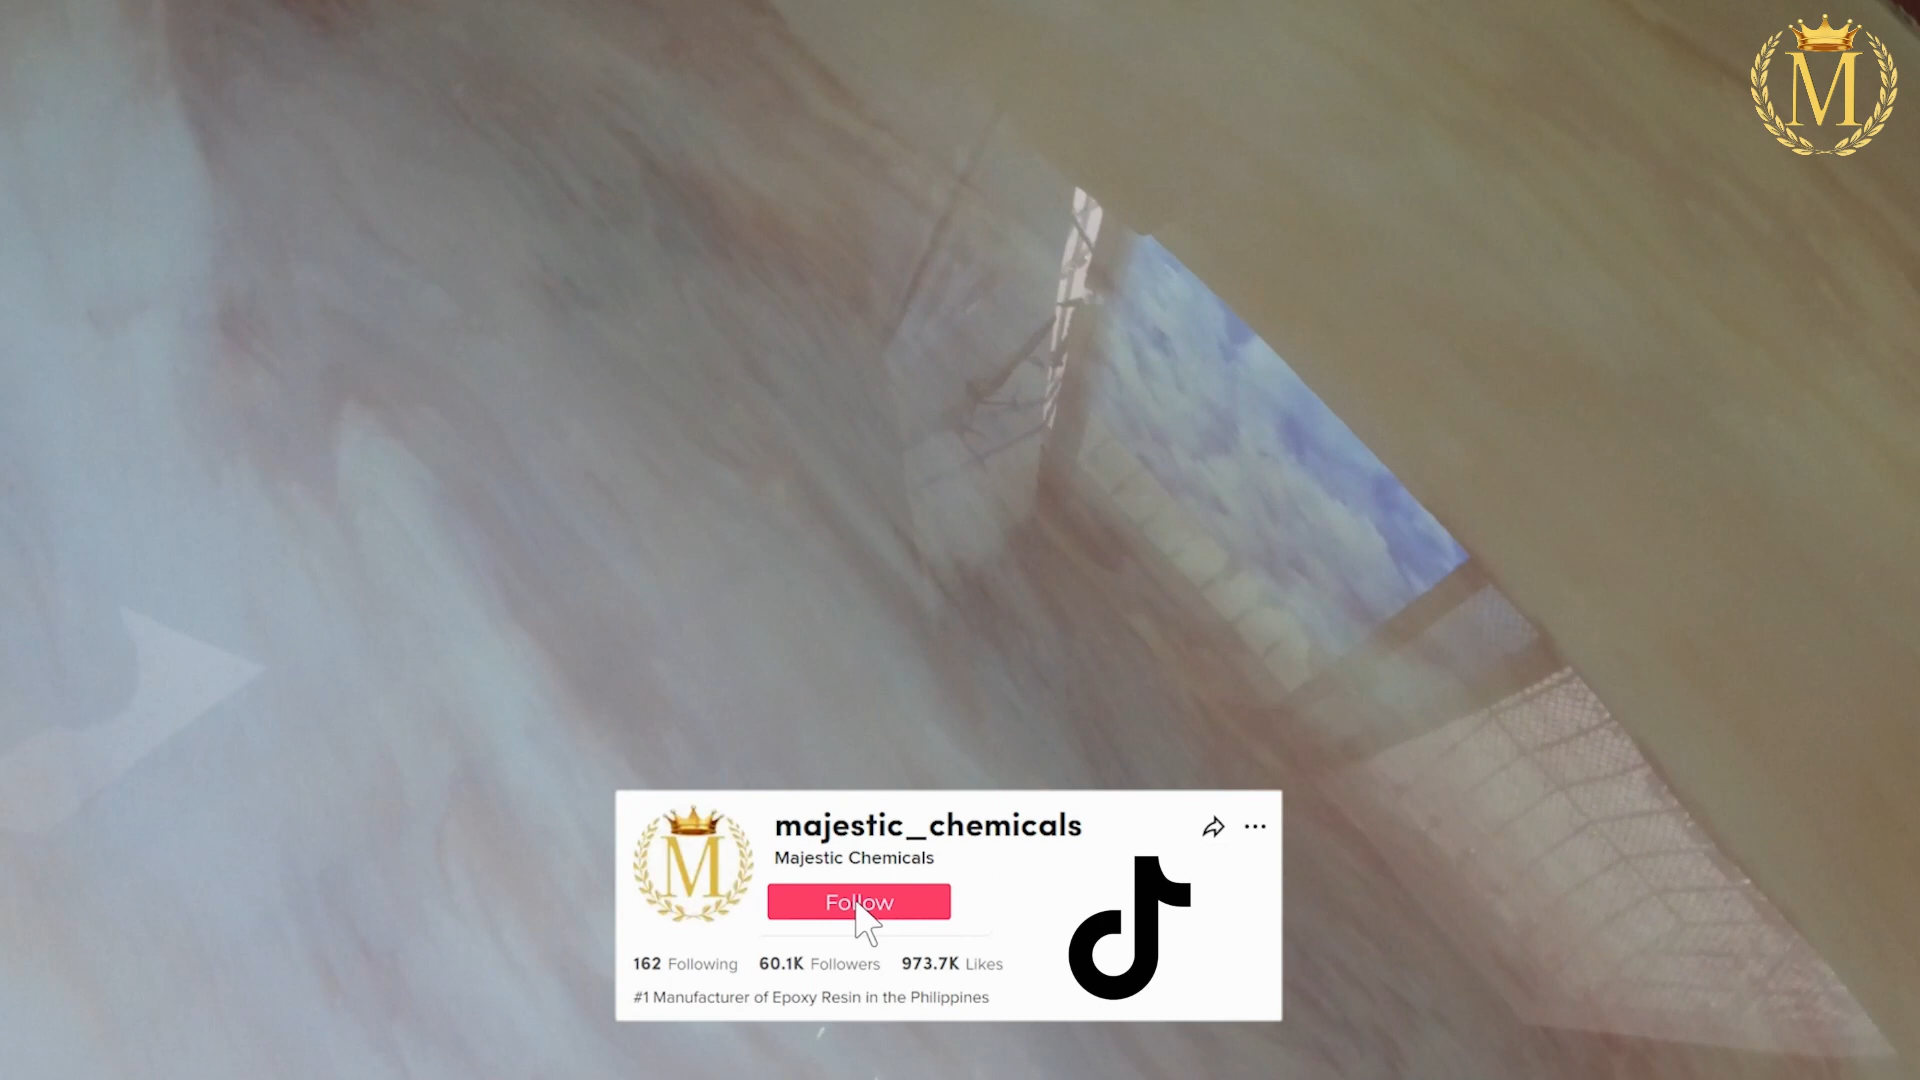 M
M
majestic_chemicals
Majestic Chemicals
Follow
162 Following 60.1K Followers 973.7K Likes
#1 Manufacturer of Epoxy Resin in the Philippines